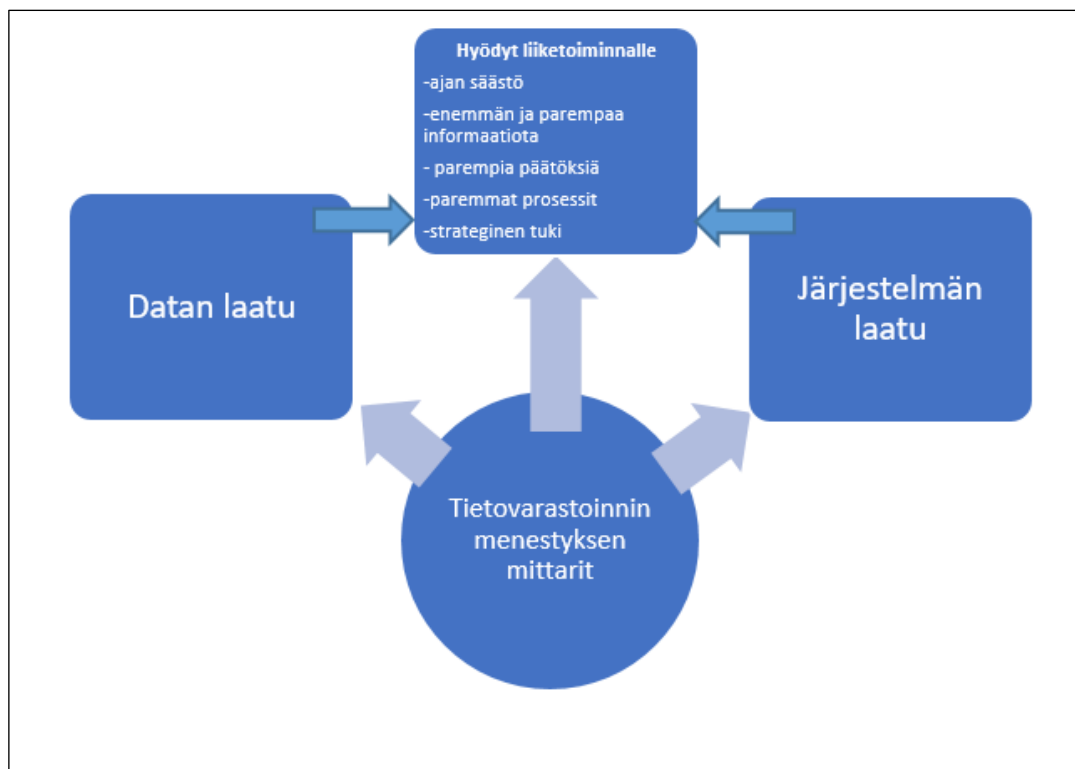 Hyödyt liiketoiminnalle
-ajan säästö
-enemmän ja parempaa
informaatiota
- parempia päätöksiä
-paremmat prosessit
-strateginen tuki
Datan laatu
Järjestelmän
laatu
Tietovarastoinnin
menestyksen
mittarit